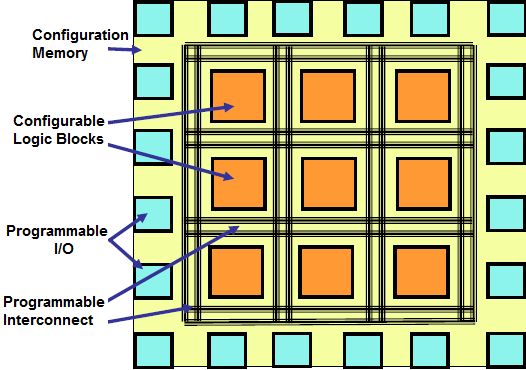 Configuration
Memory
Configurable
Logic Blocks
Programmable
I/O
Programmable
Interconnect